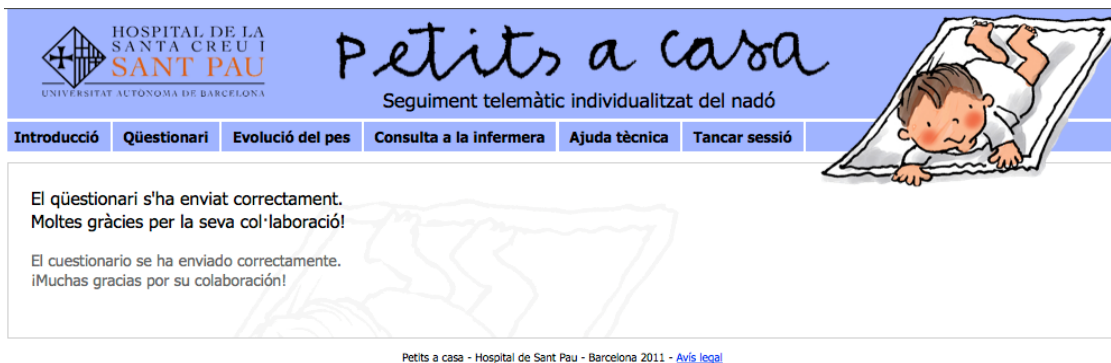 HOSPITAL DE LA
SANTA CREU I
SANT PAU
UNIVERSITAT AUTÒNOMA DE BARCELONA
Petits a casa
Seguiment telemàtic individualitzat del nadó
Introducció Qüestionari Evolució del pes Consulta a la infermera Ajuda tècnica Tancar sessió
El qüestionari s'ha enviat correctament.
Moltes gràcies per la seva col·laboració!
El cuestionario se ha enviado correctamente.
¡Muchas gracias por su colaboración!
Petits a casa - Hospital de Sant Pau - Barcelona 2011 - Avís legal